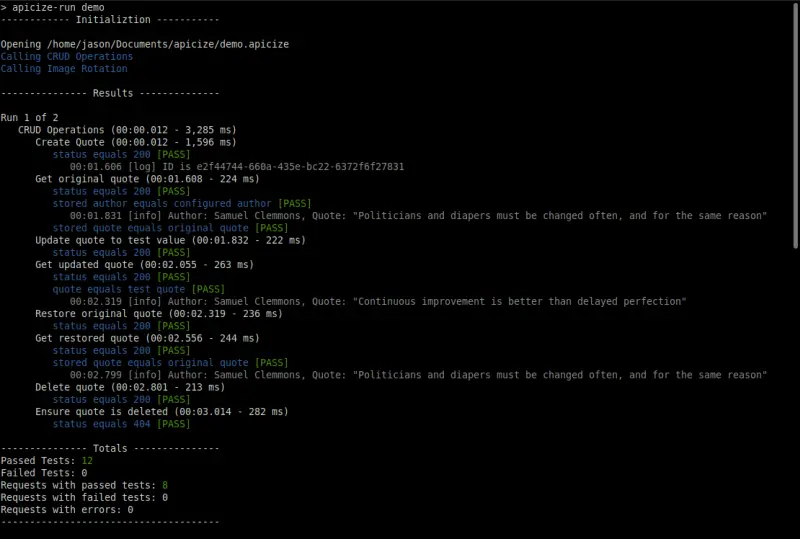 > apicize-run demo
------------ Initializtion -----------
Opening /home/jason/Documents/apicize/demo.apicize
Calling CRUD Operations
Calling Image Rotation
--------------- Results --------------
Run 1 of 2
CRUD Operations (00:00.012 - 3,285 ms)
Create Quote (00:00.012 - 1,596 ms)
status equals 200 [PASS]
00:01.606 [log] ID is e2f44744-660a-435e-bc22-6372f6f27831
Get original quote (00:01.608 - 224 ms)
status equals 200 [PASS]
stored author equals configured author [PASS]
00:01.831 [info] Author: Samuel Clemmons, Quote: "Politicians and diapers must be changed often, and for the same reason"
stored quote equals original quote [PASS]
Update quote to test value (00:01.832 - 222 ms)
status equals 200 [PASS]
Get updated quote (00:02.055 - 263 ms)
status equals 200 [PASS]
quote equals test quote [PASS]
00:02.319 [info] Author: Samuel Clemmons, Quote: "Continuous improvement is better than delayed perfection"
Restore original quote (00:02.319 - 236 ms)
status equals 200 [PASS]
Get restored quote (00:02.556 - 244 ms)
status equals 200 [PASS]
stored quote equals original quote [PASS]
00:02.799 [info] Author: Samuel Clemmons, Quote: "Politicians and diapers must be changed often, and for the same reason"
Delete quote (00:02.801 - 213 ms)
status equals 200 [PASS]
Ensure quote is deleted (00:03.014 - 282 ms)
status equals 404 [PASS]
--------------- Totals ---------------
Passed Tests: 12
Failed Tests: 0
Requests with passed tests: 8
Requests with failed tests: 0
Requests with errors: 0
--------------------------------------